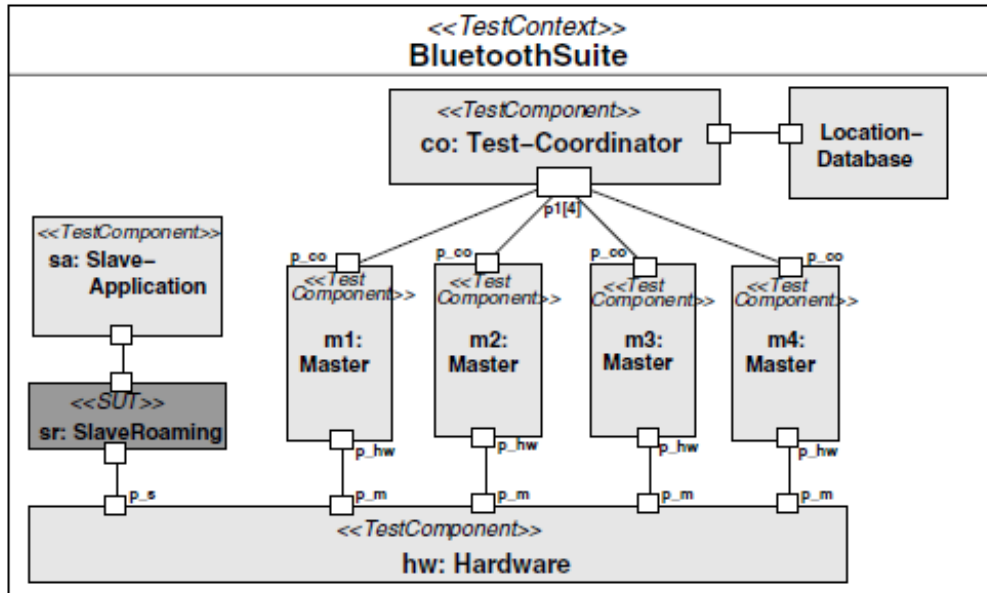 <<TestContext>>
BluetoothSuite
<<TestComponent>>
co: Test-Coordinator
Location-
Database
p1[4]
<<TestComponent>>
sa: Slave-
Application
p_co
p_co
p_co
p_co
<<Test
Component>>
m1:
Master
<<Test
Component>>
m2:
Master
<<Test
Component>>
m3:
Master
<<Test
Component>>
m4:
Master
<<SUT>>
sr: SlaveRoaming
p_hw
p_hw
p_hw
p_hw
p_s
p_m
p_m
p_m
p_m
<<TestComponent>>
hw: Hardware